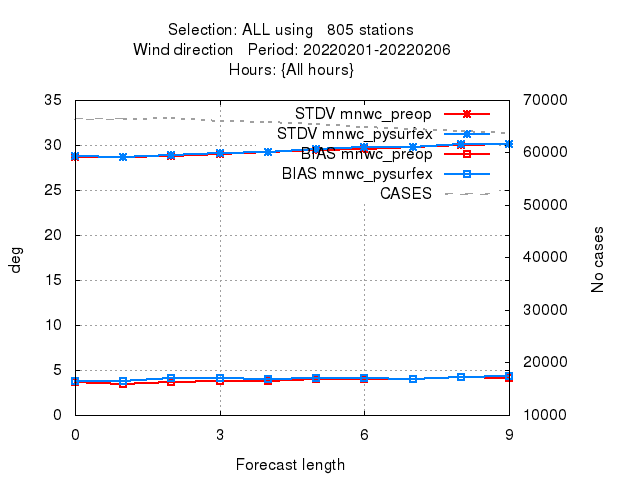 Selection: ALL using   805 stations
Wind direction   Period: 20220201-20220206
Hours: {All hours}
35
30
25
20
15
10
5
0
70000
60000
50000
40000
30000
20000
10000
STDV mnwc_preop
STDV mnwc_pysurfex
BIAS mnwc_preop
BIAS mnwc_pysurfex
CASES
deg
No cases
0
3
6
9
Forecast length